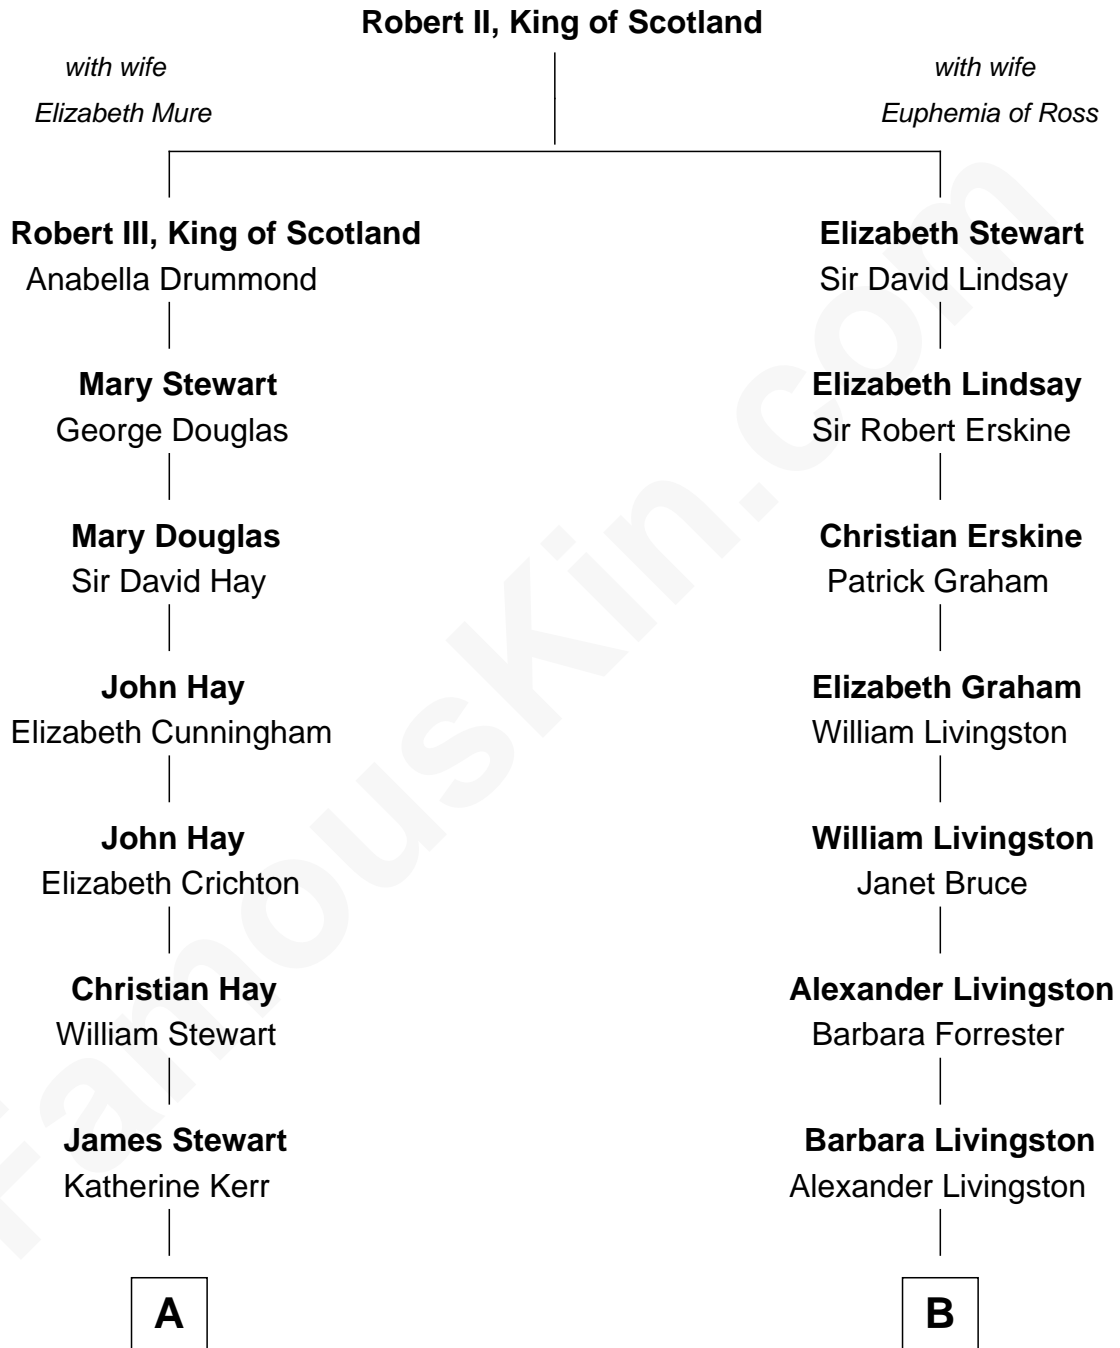 Robert II, King of Scotland
with wife
Elizabeth Mure
with wife
Euphemia of Ross
Robert III, King of Scotland
Anabella Drummond
Elizabeth Stewart
Sir David Lindsay
Mary Stewart
George Douglas
Elizabeth Lindsay
Sir Robert Erskine
Mary Douglas
Sir David Hay
Christian Erskine
Patrick Graham
John Hay
Elizabeth Cunningham
Elizabeth Graham
William Livingston
John Hay
Elizabeth Crichton
William Livingston
Janet Bruce
Christian Hay
William Stewart
Alexander Livingston
Barbara Forrester
James Stewart
Katherine Kerr
Barbara Livingston
Alexander Livingston
A
B
FamousKin.com